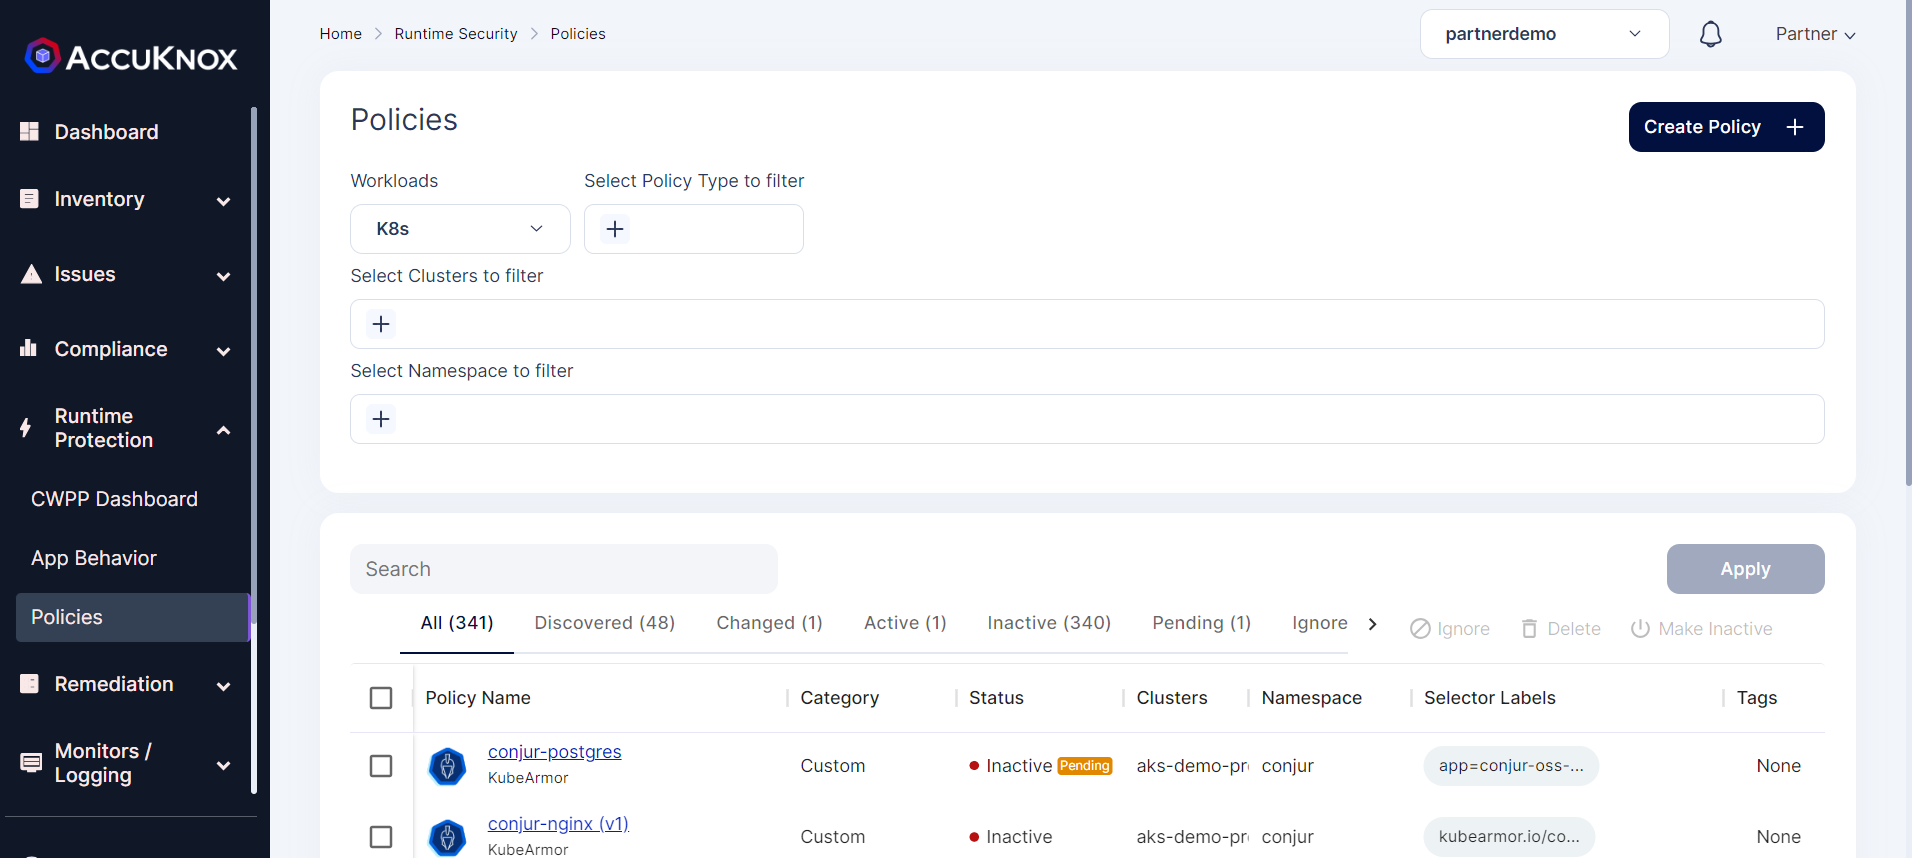 ACCUKNOX
Dashboard
Inventory
Issues
Compliance
Runtime
Protection
CWPP Dashboard
App Behavior
Policies
Remediation
Monitors /
Logging
Home > Runtime Security > Policies
partnerdemo
Partner
Policies
Create Policy +
Workloads
Select Policy Type to filter
K8s
+
Select Clusters to filter
+
Select Namespace to filter
+
Search
Apply
All (341) Discovered (48) Changed (1) Active (1) Inactive (340) Pending (1) Ignore > Ignore Delete Make Inactive
Policy Name Category Status Clusters Namespace Selector Labels Tags
conjur-postgres
KubeArmor
Custom Inactive Pending aks-demo-pr conjur app=conjur-oss-... None
conjur-nginx (v1)
KubeArmor
Custom Inactive aks-demo-pr conjur kubearmor.io/co... None